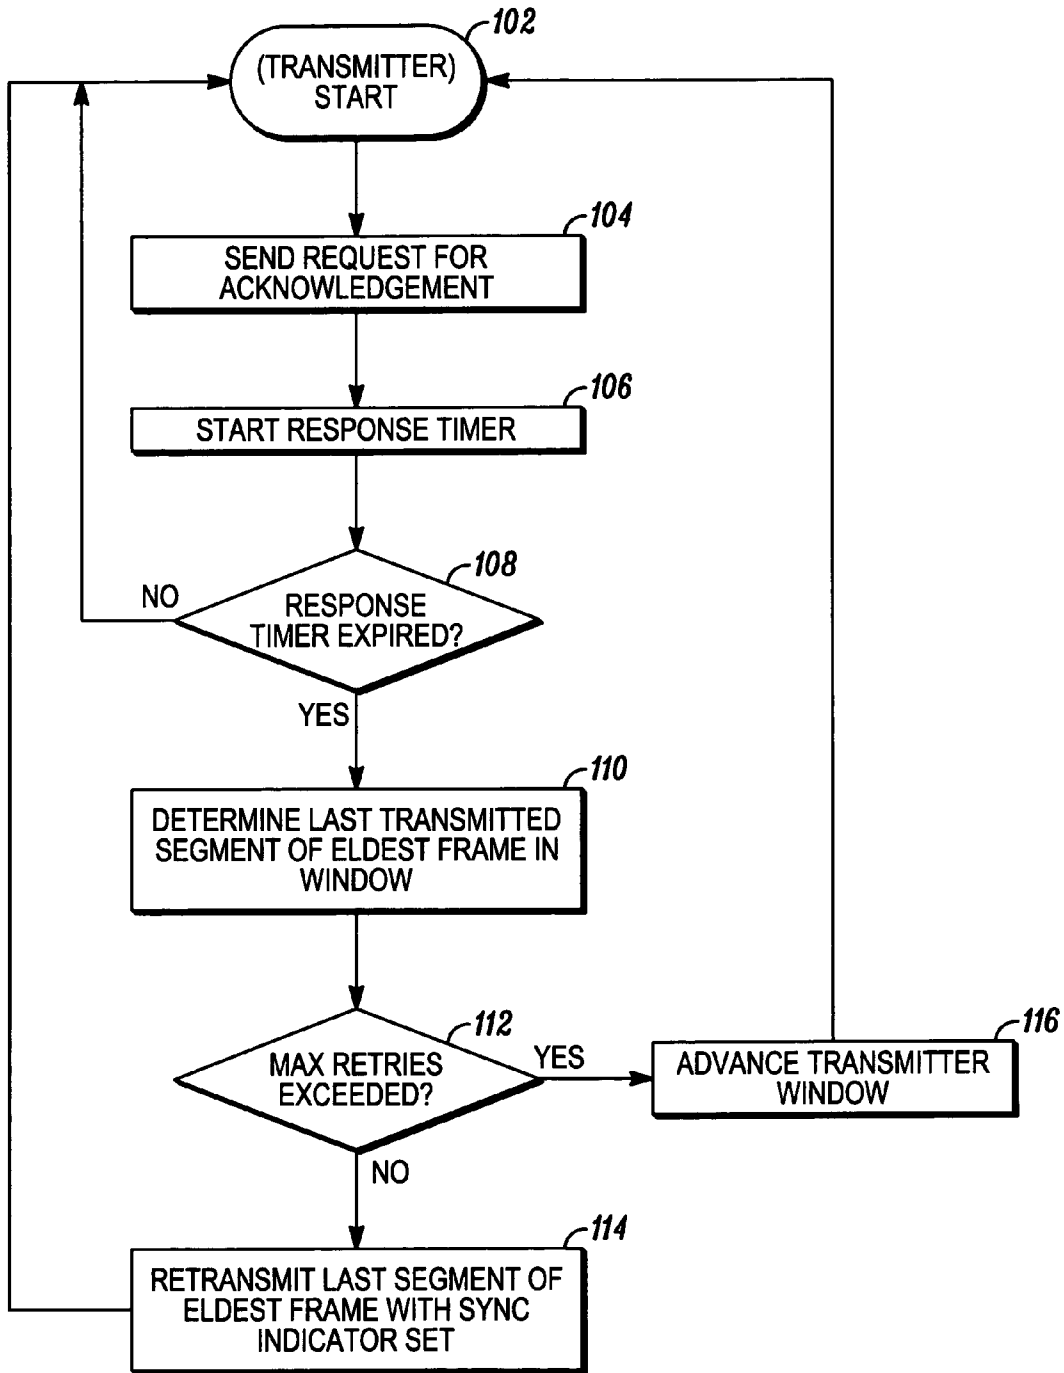 102
(TRANSMITTER)
START
104
SEND REQUEST FOR
ACKNOWLEDGEMENT
106
START RESPONSE TIMER
108
NO
RESPONSE
TIMER EXPIRED?
YES
110
DETERMINE LAST TRANSMITTED
SEGMENT OF ELDEST FRAME IN
WINDOW
112
MAX RETRIES
EXCEEDED?
YES
116
ADVANCE TRANSMITTER
WINDOW
NO
114
RETRANSMIT LAST SEGMENT OF
ELDEST FRAME WITH SYNC
INDICATOR SET